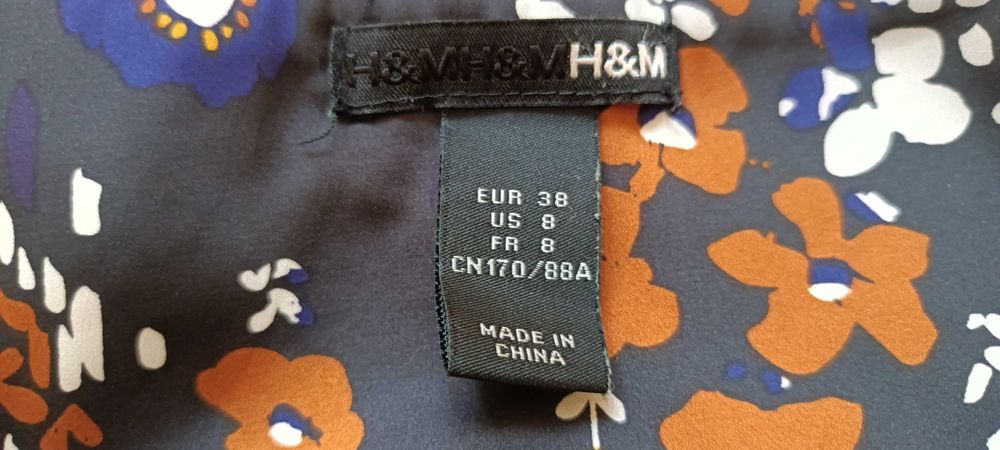 H&MH&MH&M
EUR 38
US 8
FR 8
CN170/88A
MADE IN
CHINA